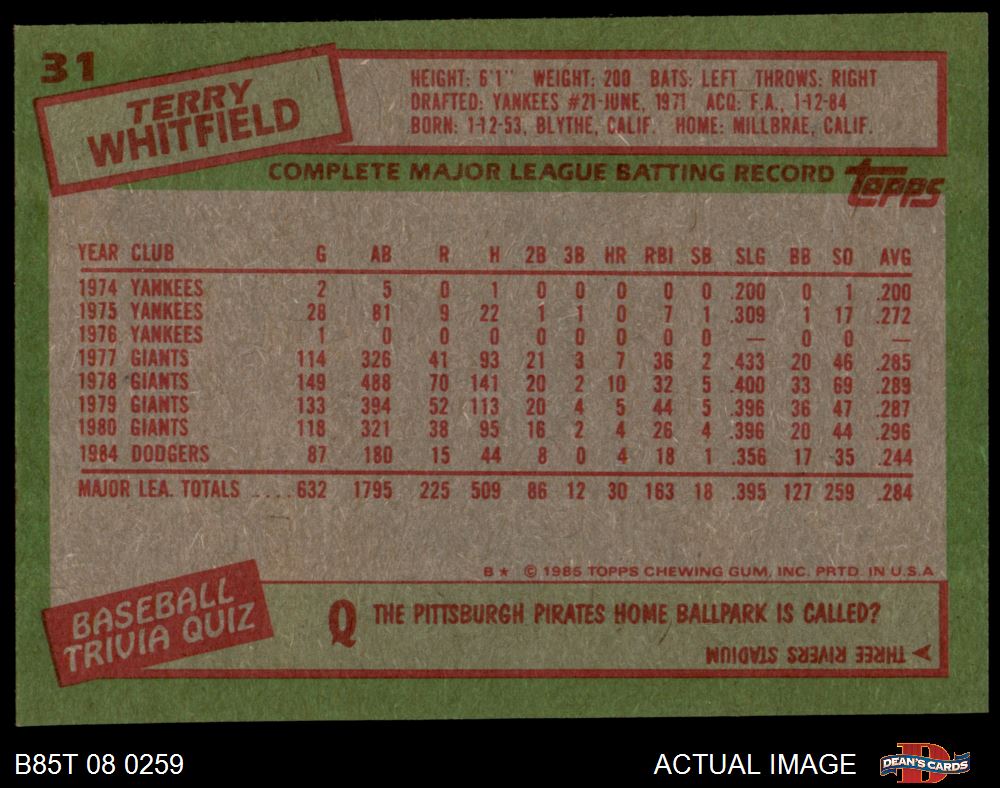 31
TERRY
WHITFIELD
HEIGHT: 6'1" WEIGHT: 200 BATS: LEFT THROWS: RIGHT
DRAFTED: YANKEES #21-JUNE, 1971 ACQ: F.A., 1-12-84
BORN: 1-12-53, BLYTHE, CALIF. HOME: MILLBRAE, CALIF.
COMPLETE MAJOR LEAGUE BATTING RECORD topps
YEAR CLUB G AB R H 2B 3B HR RBI SB SLG BB SO AVG
1974 YANKEES 2 5 0 1 0 0 0 0 0 .200 0 1 .200
1975 YANKEES 28 81 9 22 1 1 0 7 1 .309 1 17 .272
1976 YANKEES 1 0 0 0 0 0 0 0 0 — 0 0 —
1977 GIANTS 114 326 41 93 21 3 7 36 2 .433 20 46 .285
1978 GIANTS 149 488 70 141 20 2 10 32 5 .400 33 69 .289
1979 GIANTS 133 394 52 113 20 4 5 44 5 .396 36 47 .287
1980 GIANTS 118 321 38 95 16 2 4 26 4 .396 20 44 .296
1984 DODGERS 87 180 15 44 8 0 4 18 1 .356 17 35 .244
MAJOR LEA. TOTALS ....632 1795 225 509 86 12 30 163 18 .395 127 259 .284
B* © 1985 TOPPS CHEWING GUM, INC. PRTD. IN U.S.A.
BASEBALL
TRIVIA QUIZ
Q THE PITTSBURGH PIRATES HOME BALLPARK IS CALLED?
A THREE RIVERS STADIUM
B85T 08 0259 ACTUAL IMAGE DEAN'S CARDS